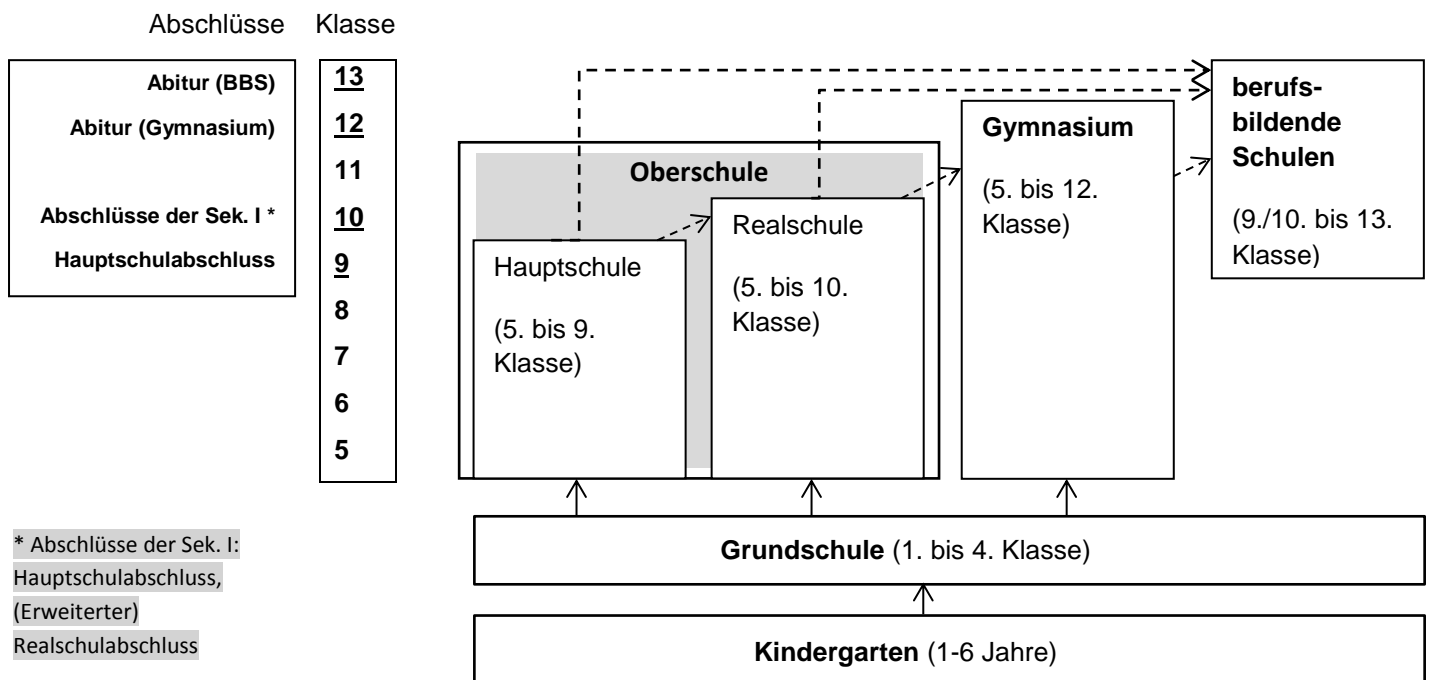 Abschlüsse
Klasse
Abitur (BBS)
Abitur (Gymnasium)
Abschlüsse der Sek. I *
Hauptschulabschluss
13
12
11
10
9
8
7
6
5
Oberschule
Hauptschule
(5. bis 9.
Klasse)
Realschule
(5. bis 10.
Klasse)
Gymnasium
(5. bis 12.
Klasse)
berufs-
bildende
Schulen
(9./10. bis 13.
Klasse)
Grundschule (1. bis 4. Klasse)
Kindergarten (1-6 Jahre)
* Abschlüsse der Sek. I:
Hauptschulabschluss,
(Erweiterter)
Realschulabschluss